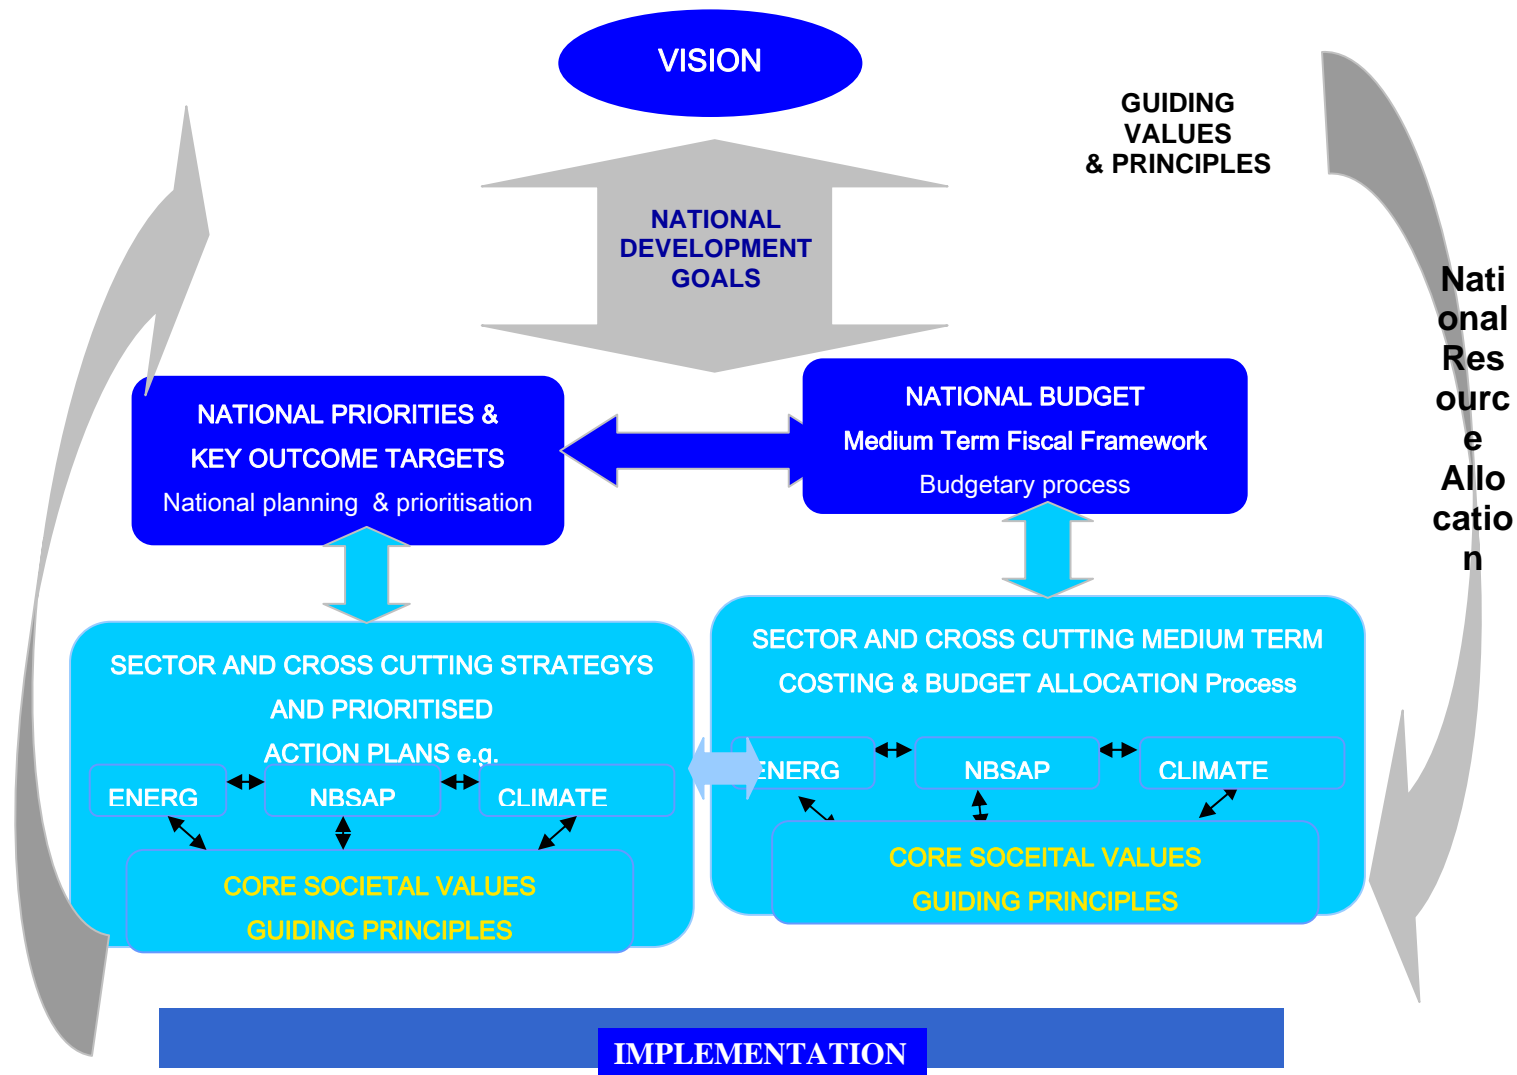 VISION
GUIDING
VALUES
& PRINCIPLES
NATIONAL
DEVELOPMENT
GOALS
Nati
onal
Res
ourc
e
Allo
catio
n
NATIONAL PRIORITIES &
KEY OUTCOME TARGETS
National planning & prioritisation
NATIONAL BUDGET
Medium Term Fiscal Framework
Budgetary process
SECTOR AND CROSS CUTTING STRATEGYS
AND PRIORITISED
ACTION PLANS e.g.
ENERG
NBSAP
CLIMATE
CORE SOCIETAL VALUES
GUIDING PRINCIPLES
SECTOR AND CROSS CUTTING MEDIUM TERM
COSTING & BUDGET ALLOCATION Process
ENERG
NBSAP
CLIMATE
CORE SOCEITAL VALUES
GUIDING PRINCIPLES
IMPLEMENTATION